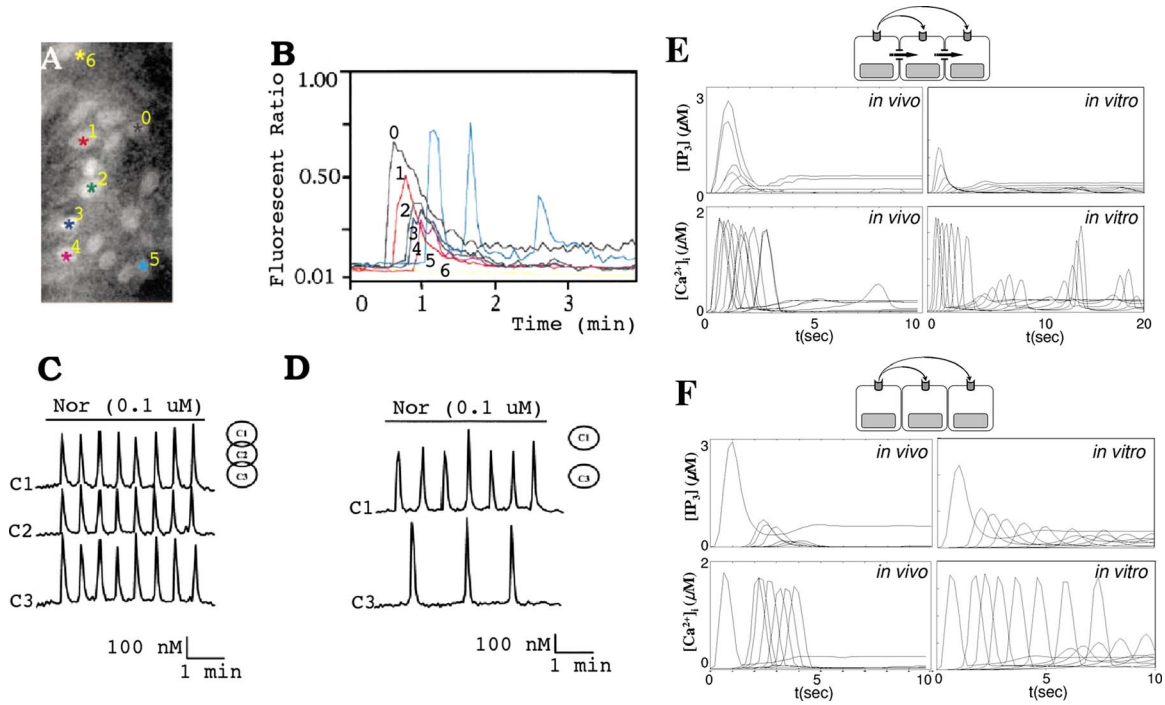 A
6
0
1
2
3
4
5
B
Fluorescent Ratio
1.00
0.50
0.01
0
1
2
3
4
5
6
0 1 2 3
Time (min)
C
Nor (0.1 uM)
C1
C2
C3
C1
C2
C3
100 nM
1 min
D
Nor (0.1 uM)
C1
C3
C1
C3
100 nM
1 min
E
[IP3] (μM)
3
0
in vivo
in vitro
[Ca2+]i (μM)
2
0
in vivo
in vitro
0 5 10
t(sec)
0 10 20
t(sec)
F
[IP3] (μM)
3
0
in vivo
in vitro
[Ca2+]i (μM)
2
0
in vivo
in vitro
0 5 10
t(sec)
0 5 10
t(sec)